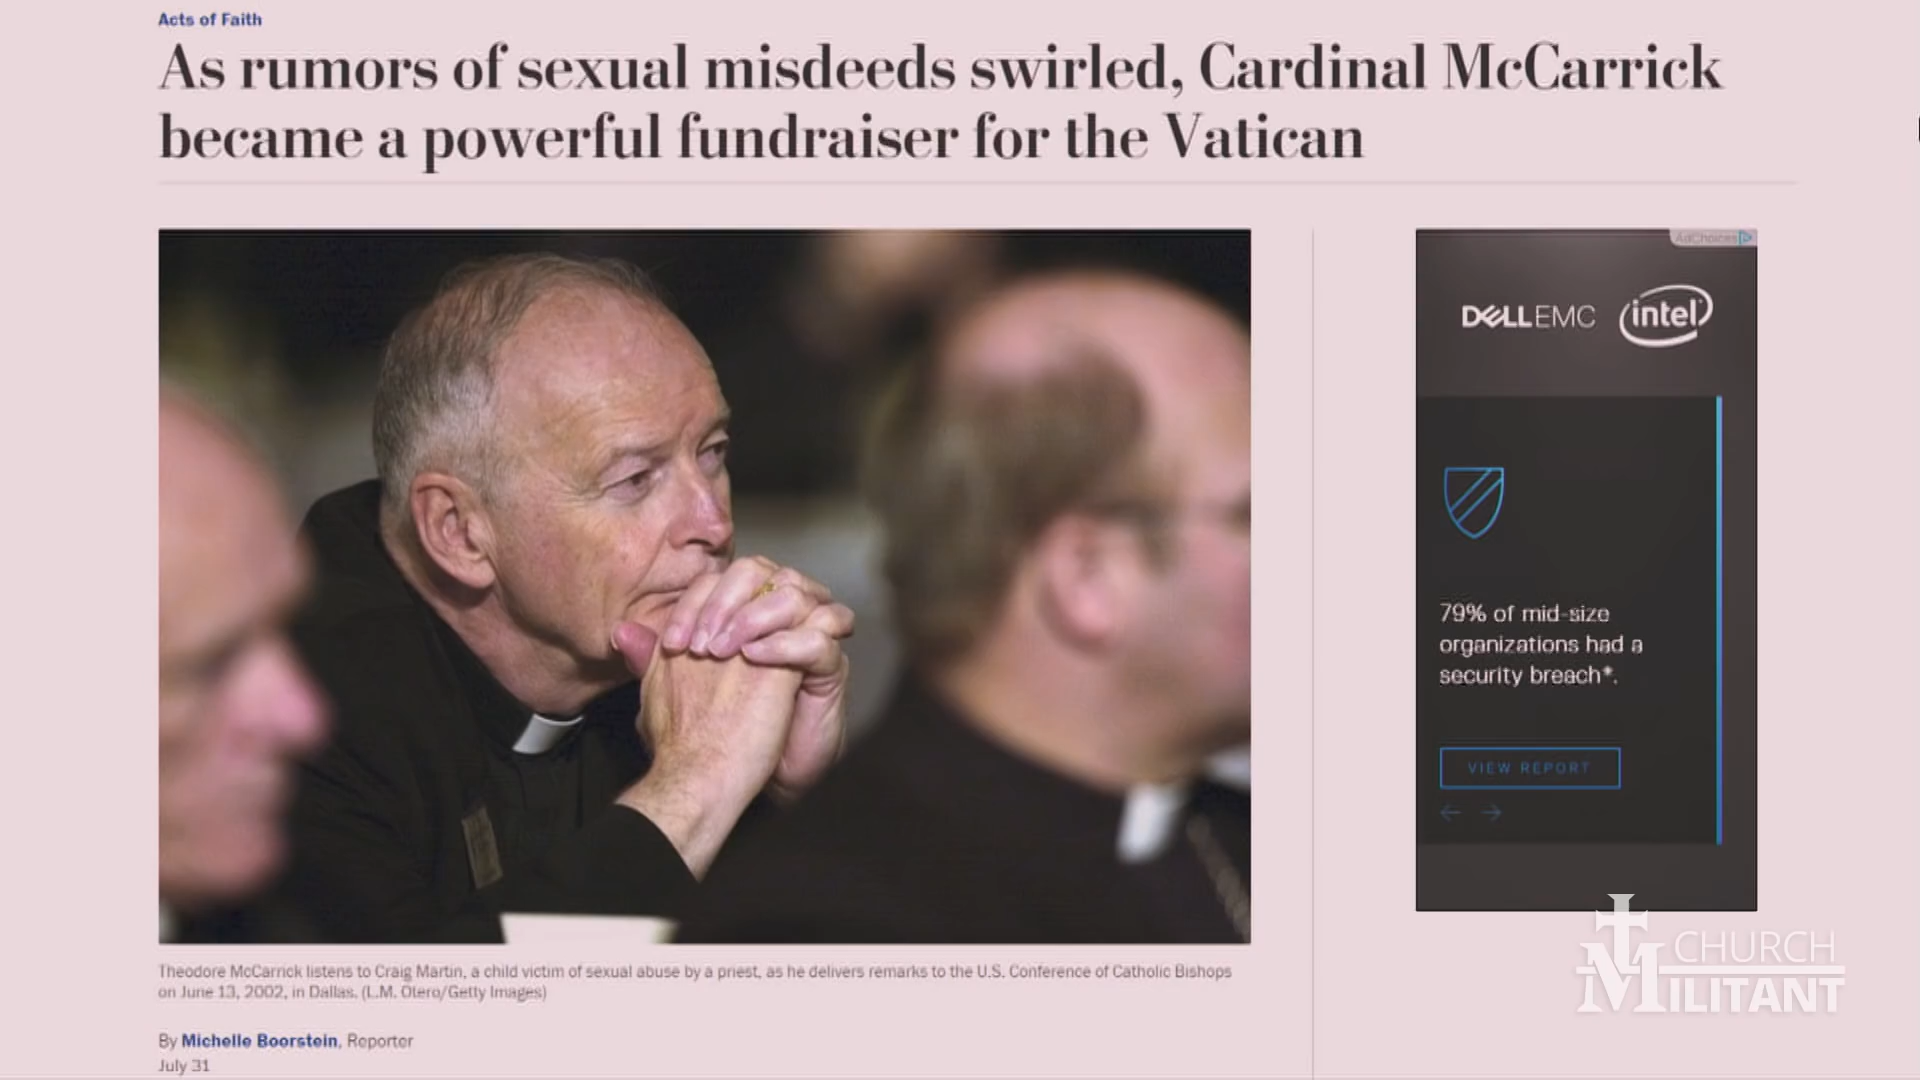 Acts of Faith
As rumors of sexual misdeeds swirled, Cardinal McCarrick
became a powerful fundraiser for the Vatican
AdChoices
DELLEMC intel
79% of mid-size
organizations had a
security breach*.
VIEW REPORT
Theodore McCarrick listens to Craig Martin, a child victim of sexual abuse by a priest, as he delivers remarks to the U.S. Conference of Catholic Bishops
on June 13, 2002, in Dallas. (L.M. Otero/Getty Images)
By Michelle Boorstein, Reporter
July 31
CHURCH
MILITANT